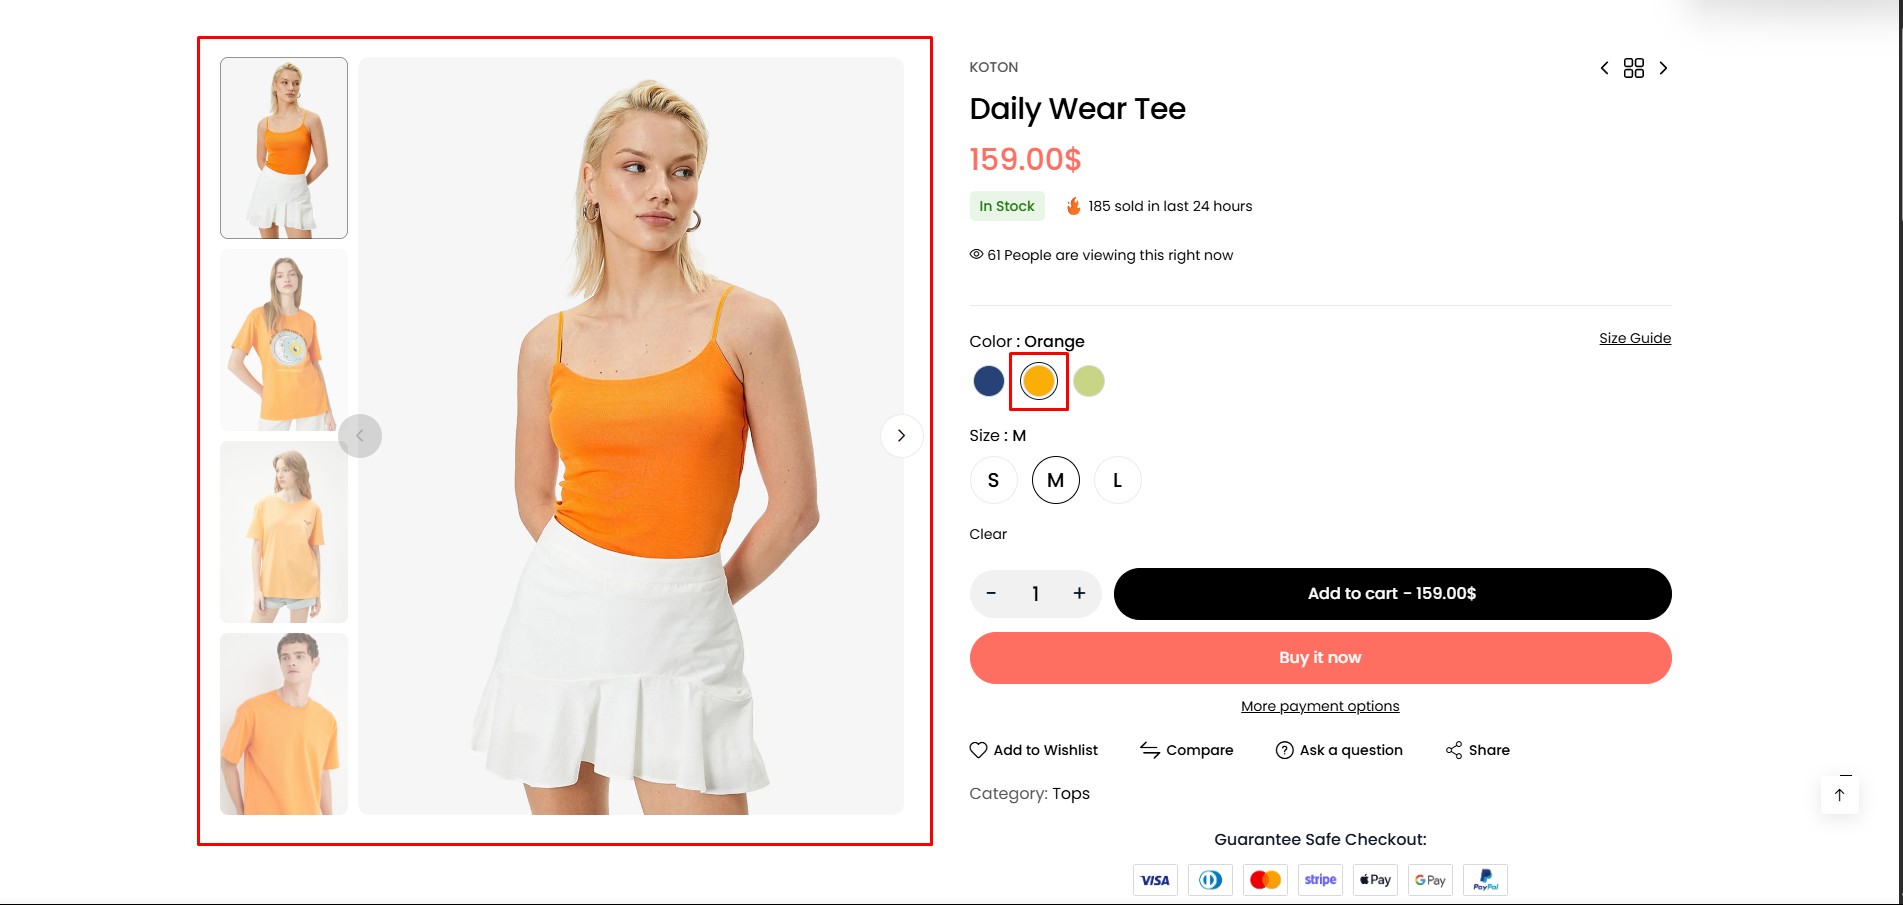 KOTON
Daily Wear Tee
159.00$
In Stock
185 sold in last 24 hours
61 People are viewing this right now
Color : Orange
Size Guide
Size : M
S M L
Clear
- 1 +
Add to cart - 159.00$
Buy it now
More payment options
Add to Wishlist Compare Ask a question Share
Category: Tops
Guarantee Safe Checkout:
VISA stripe Pay G Pay PayPal